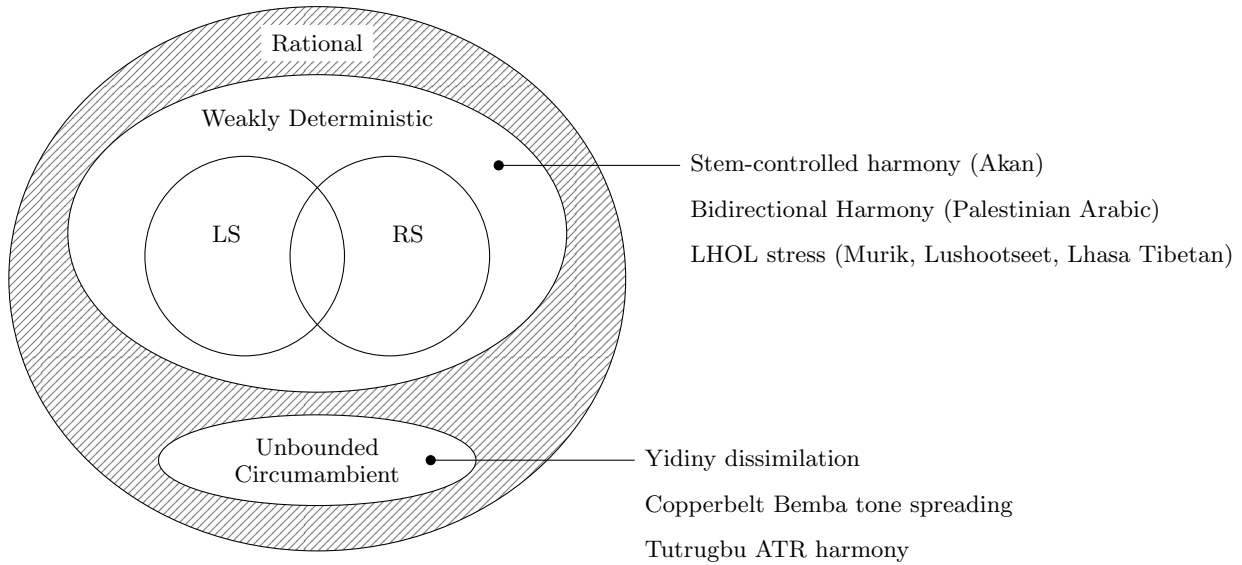 Rational
Weakly Deterministic
LS
RS
Stem-controlled harmony (Akan)
Bidirectional Harmony (Palestinian Arabic)
LHOL stress (Murik, Lushootseet, Lhasa Tibetan)
Unbounded
Circumambient
Yidiny dissimilation
Copperbelt Bemba tone spreading
Tutrugbu ATR harmony